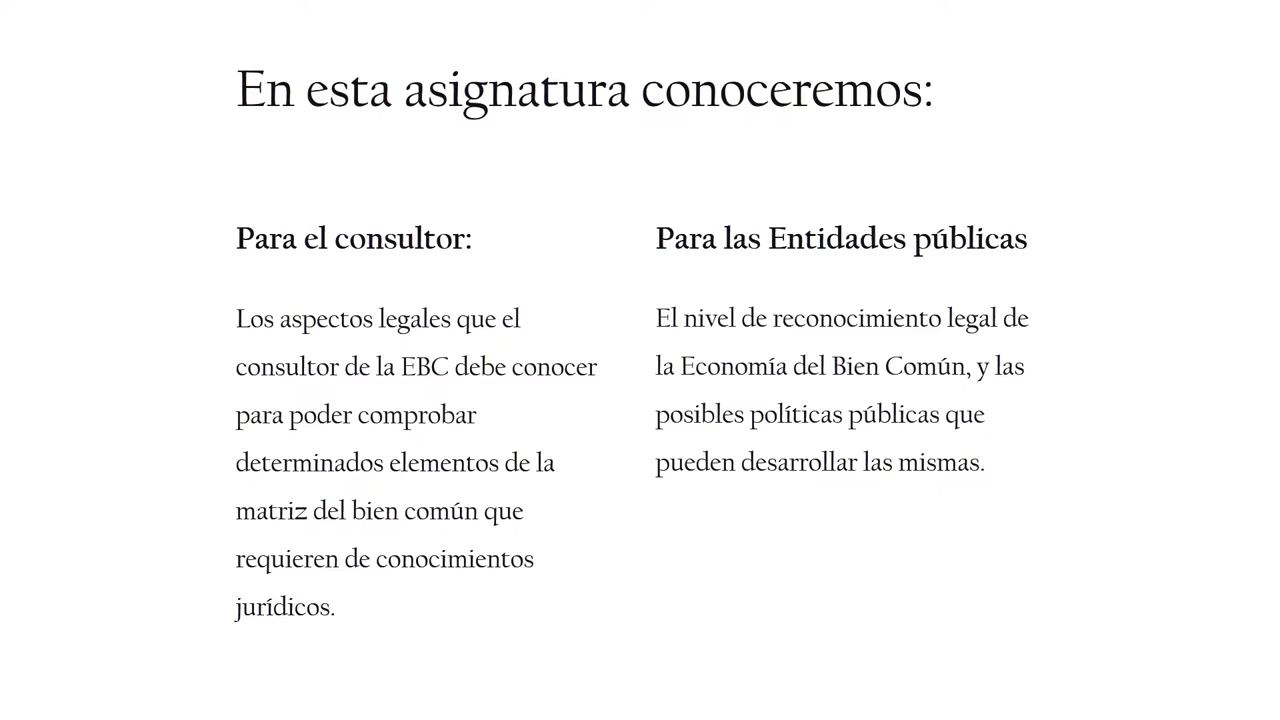 En esta asignatura conoceremos:
Para el consultor:
Los aspectos legales que el
consultor de la EBC debe conocer
para poder comprobar
determinados elementos de la
matriz del bien común que
requieren de conocimientos
jurídicos.
Para las Entidades públicas
El nivel de reconocimiento legal de
la Economía del Bien Común, y las
posibles políticas públicas que
pueden desarrollar las mismas.